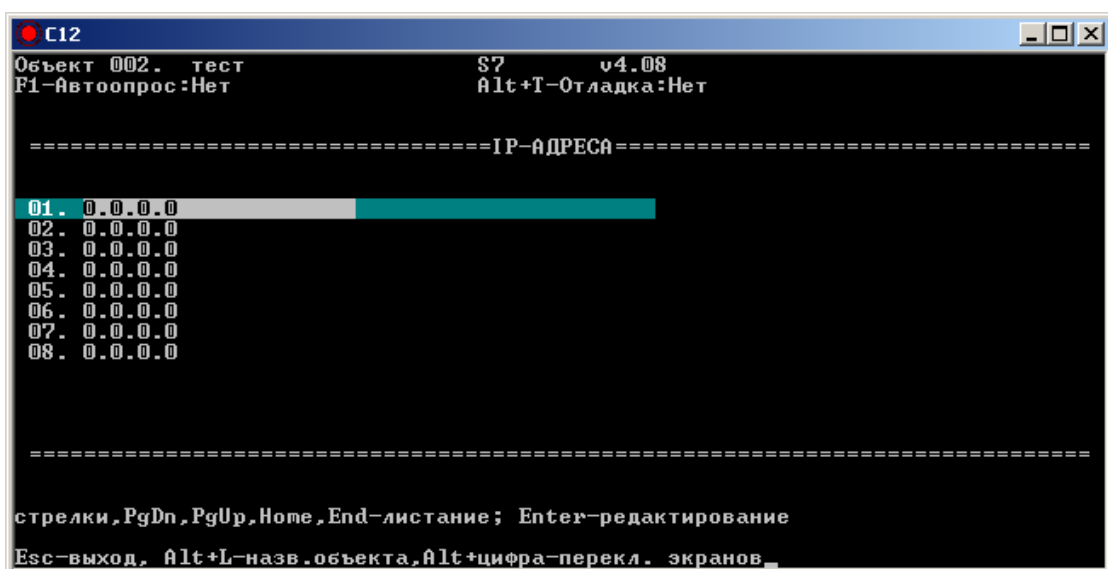 C12
Объект 002. тест S7 v4.08
F1-Автоопрос:Нет Alt+T-Отладка:Нет
==================================IP-АДРЕСА===================================
01. 0.0.0.0
02. 0.0.0.0
03. 0.0.0.0
04. 0.0.0.0
05. 0.0.0.0
06. 0.0.0.0
07. 0.0.0.0
08. 0.0.0.0
==============================================================================
стрелки,PgDn,PgUp,Home,End-листание; Enter-редактирование
Esc-выход, Alt+L-назв.объекта,Alt+цифра-перекл. экранов_